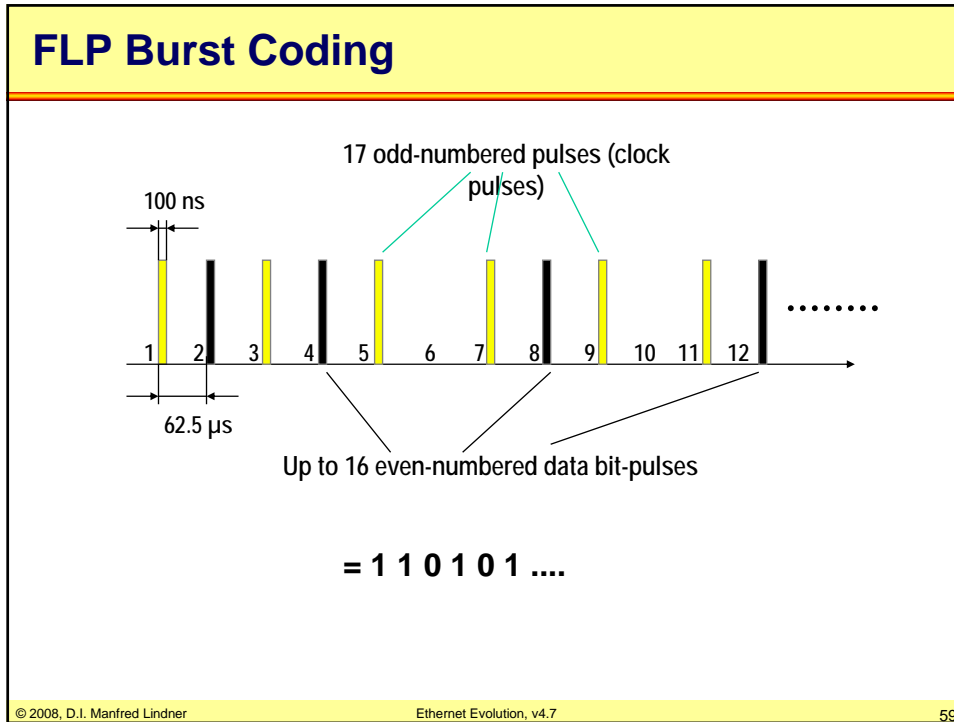 FLP Burst Coding
17 odd-numbered pulses (clock
pulses)
100 ns
1 2 3 4 5 6 7 8 9 10 11 12
........
62.5 µs
Up to 16 even-numbered data bit-pulses
= 1 1 0 1 0 1 ....
© 2008, D.I. Manfred Lindner Ethernet Evolution, v4.7 59